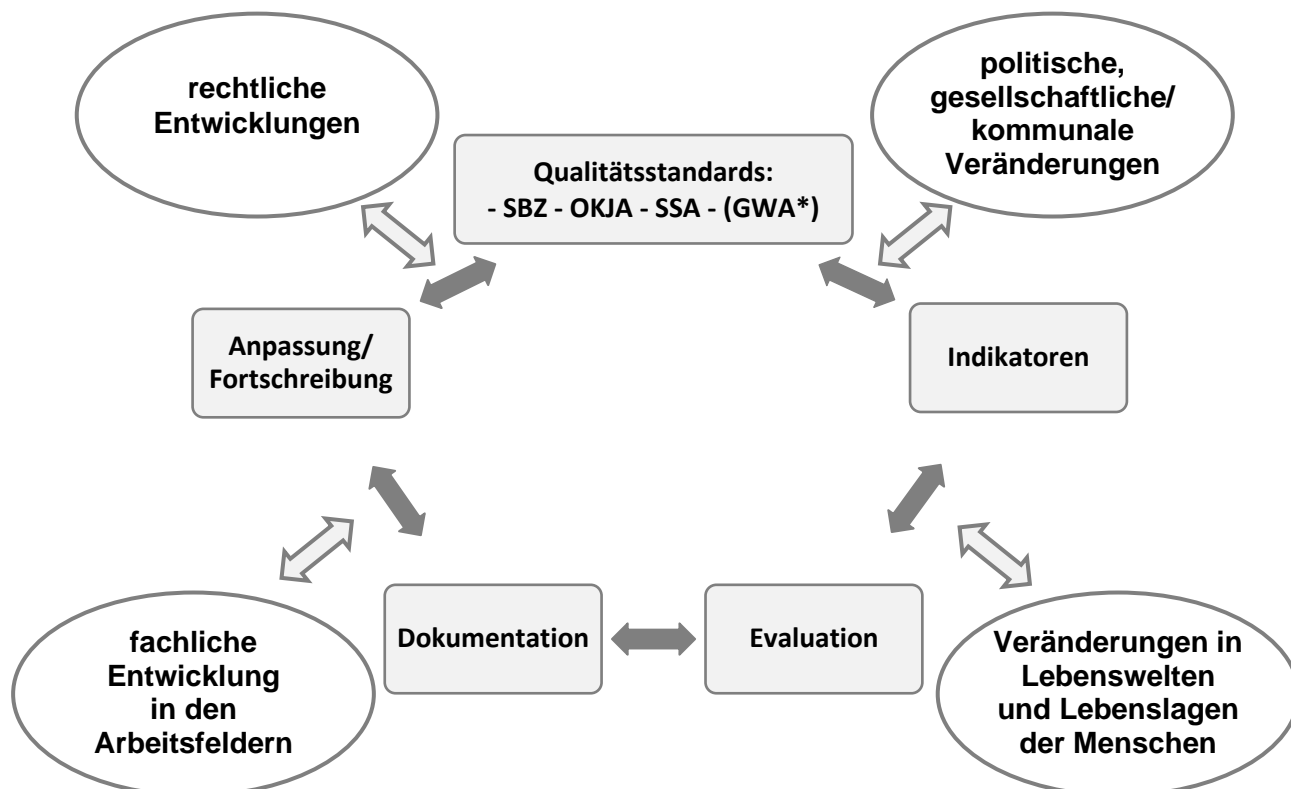 rechtliche
Entwicklungen
politische,
gesellschaftliche/
kommunale
Veränderungen
Qualitätsstandards:
- SBZ - OKJA - SSA - (GWA*)
Anpassung/
Fortschreibung
Indikatoren
Dokumentation
Evaluation
fachliche
Entwicklung
in den
Arbeitsfeldern
Veränderungen in
Lebenswelten
und Lebenslagen
der Menschen